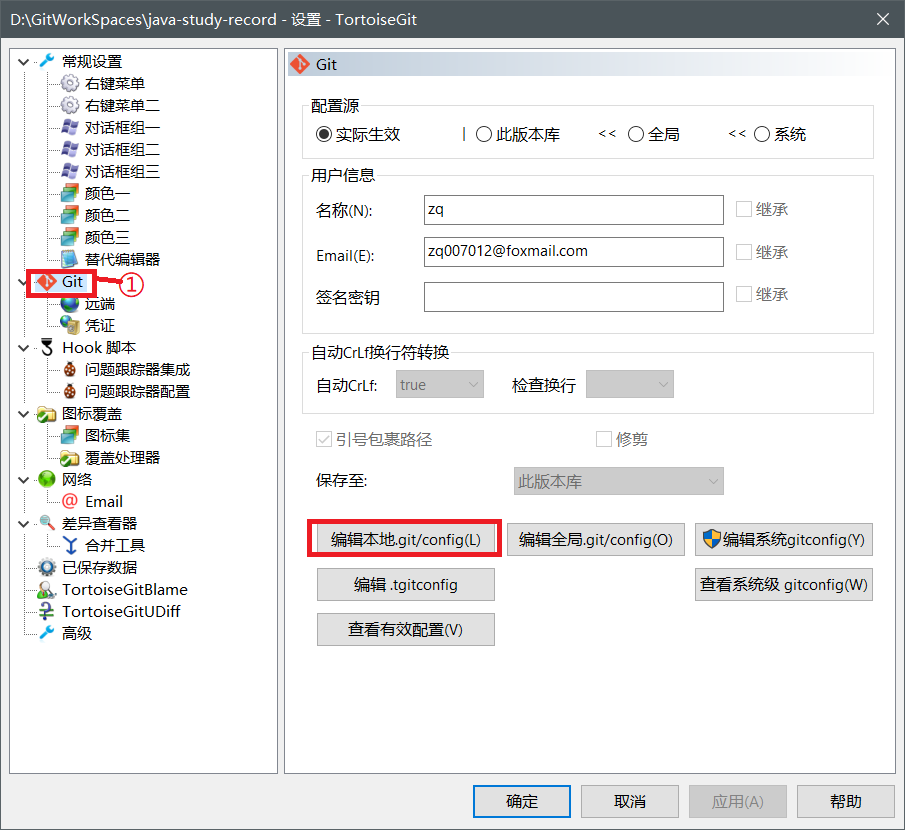 D:\GitWorkSpaces\java-study-record - 设置 - TortoiseGit
常规设置
右键菜单
右键菜单二
对话框组一
对话框组二
对话框组三
颜色一
颜色二
颜色三
替代编辑器
Git
①
远端
凭证
Hook 脚本
问题跟踪器集成
问题跟踪器配置
图标覆盖
图标集
覆盖处理器
网络
Email
差异查看器
合并工具
已保存数据
TortoiseGitBlame
TortoiseGitUDiff
高级
Git
配置源
实际生效 | 此版本库 << 全局 << 系统
用户信息
名称(N): zq 继承
Email(E): zq007012@foxmail.com 继承
签名密钥 继承
自动CrLf换行符转换
自动CrLf: true 检查换行
引号包裹路径 修剪
保存至: 此版本库
编辑本地.git/config(L) 编辑全局.git/config(O) 编辑系统gitconfig(Y)
编辑 .tgitconfig 查看系统级 gitconfig(W)
查看有效配置(V)
确定 取消 应用(A) 帮助